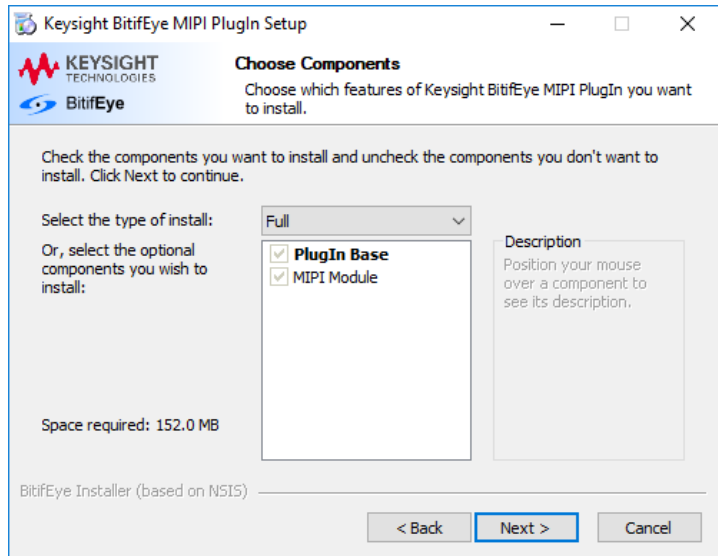 Keysight BitifEye MIPI PlugIn Setup
KEYSIGHT
TECHNOLOGIES
BitifEye
Choose Components
Choose which features of Keysight BitifEye MIPI PlugIn you want
to install.
Check the components you want to install and uncheck the components you don't want to
install. Click Next to continue.
Select the type of install:
Full
Or, select the optional
components you wish to
install:
PlugIn Base
MIPI Module
Description
Position your mouse
over a component to
see its description.
Space required: 152.0 MB
BitifEye Installer (based on NSIS)
< Back
Next >
Cancel